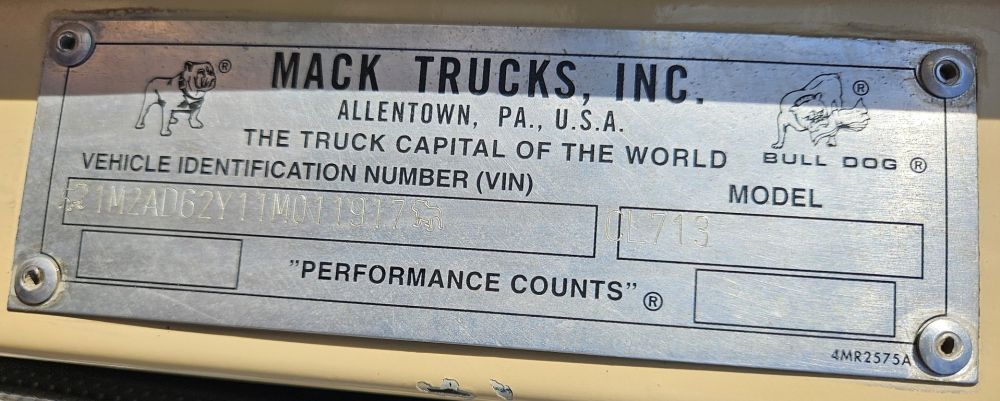 MACK TRUCKS, INC.
ALLENTOWN, PA., U.S.A.
THE TRUCK CAPITAL OF THE WORLD
BULL DOG ®
VEHICLE IDENTIFICATION NUMBER (VIN)
MODEL
1M2AD62Y11M011917
CL713
"PERFORMANCE COUNTS" ®
4MR2575A